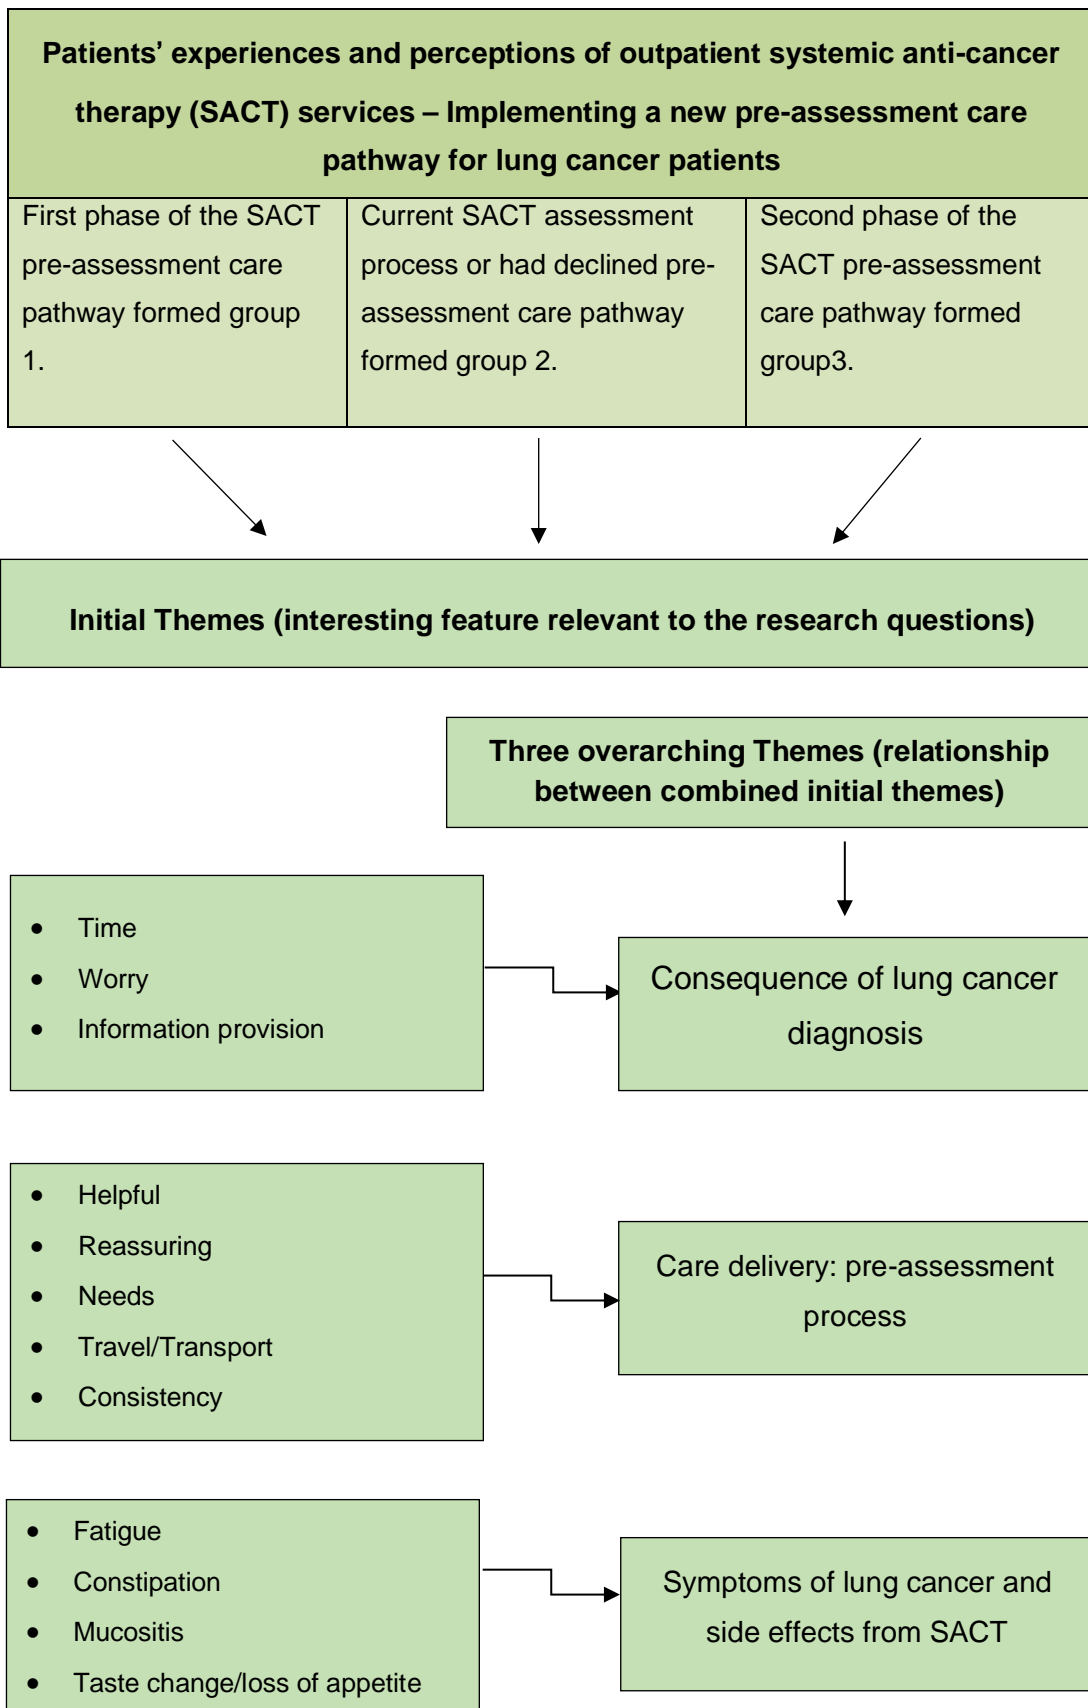 Patients’ experiences and perceptions of outpatient systemic anti-cancer
therapy (SACT) services – Implementing a new pre-assessment care
pathway for lung cancer patients
First phase of the SACT
pre-assessment care
pathway formed group
1.
Current SACT assessment
process or had declined pre-
assessment care pathway
formed group 2.
Second phase of the
SACT pre-assessment
care pathway formed
group3.
Initial Themes (interesting feature relevant to the research questions)
Three overarching Themes (relationship
between combined initial themes)
• Time
• Worry
• Information provision
Consequence of lung cancer
diagnosis
• Helpful
• Reassuring
• Needs
• Travel/Transport
• Consistency
Care delivery: pre-assessment
process
• Fatigue
• Constipation
• Mucositis
• Taste change/loss of appetite
Symptoms of lung cancer and
side effects from SACT